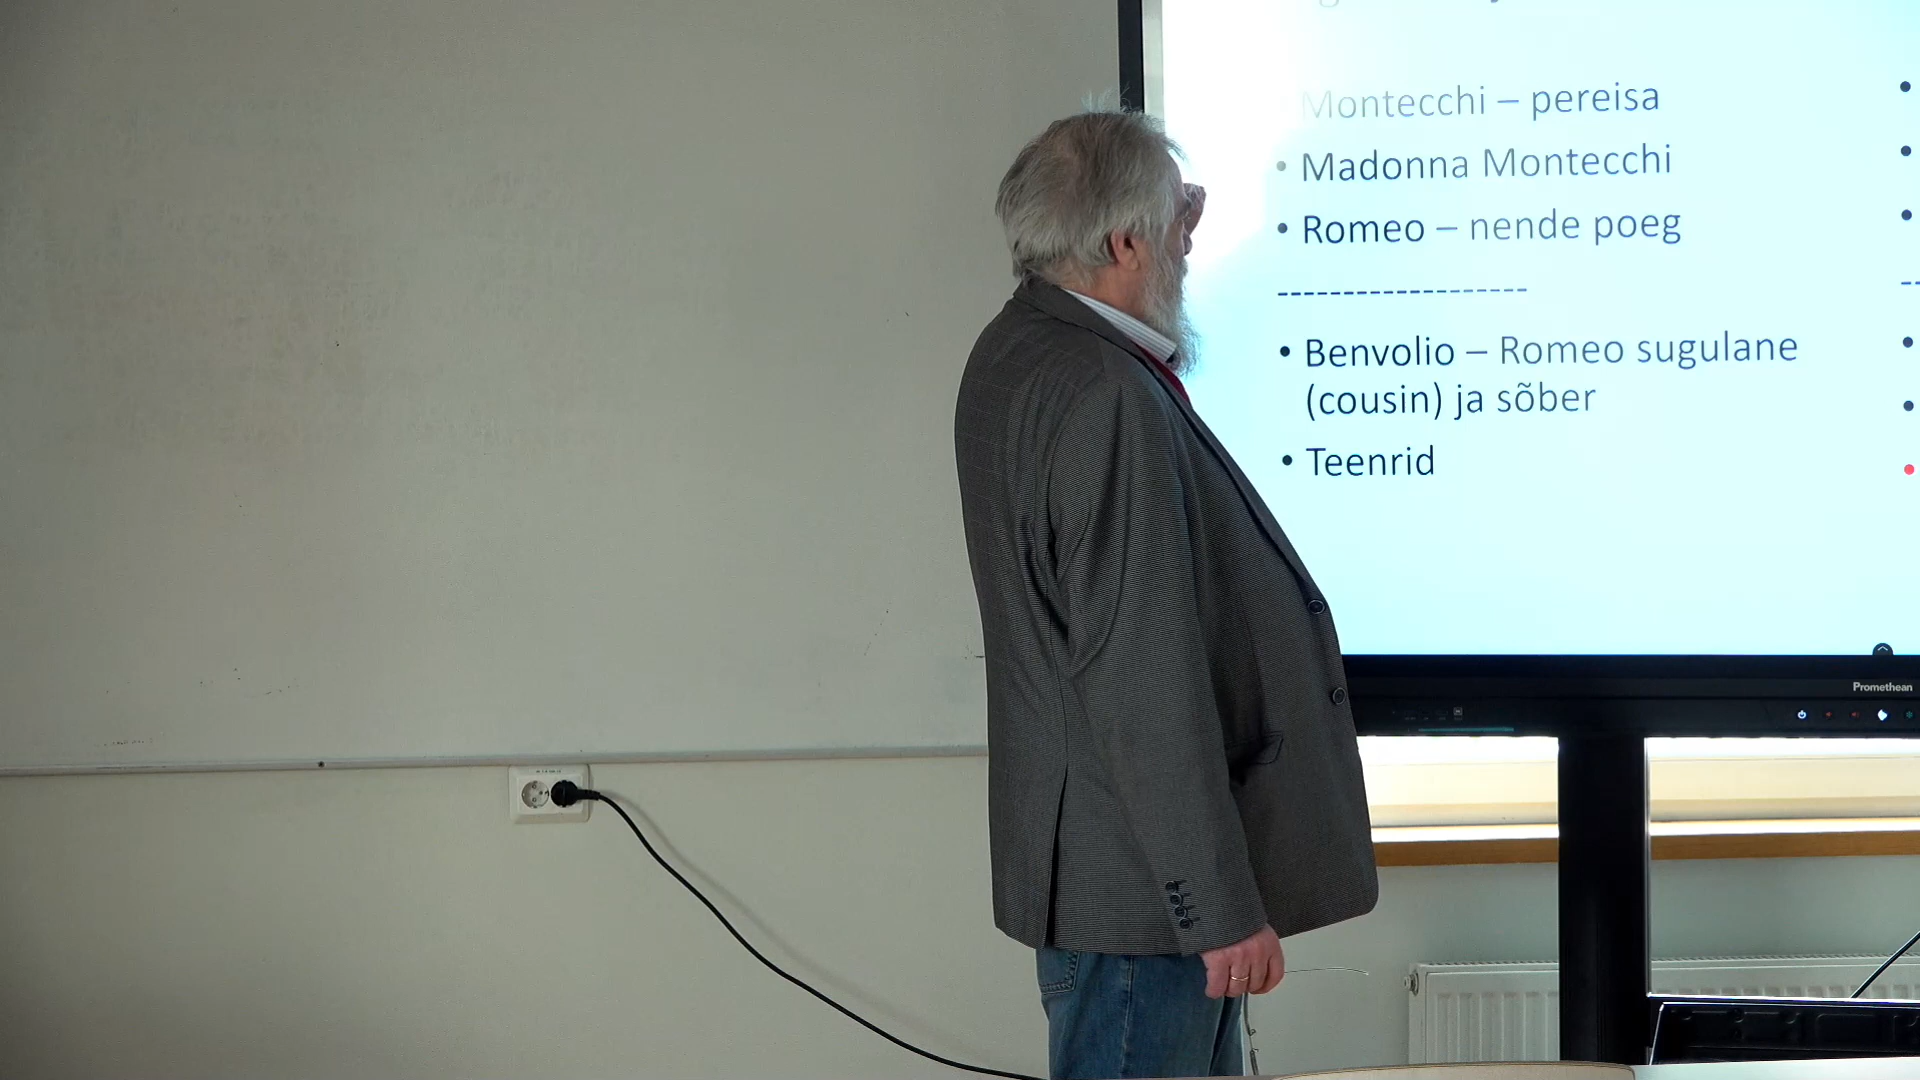 Montecchi – pereisa
• Madonna Montecchi
• Romeo – nende poeg
-------------------
• Benvolio – Romeo sugulane
(cousin) ja sõber
• Teenrid
Promethean